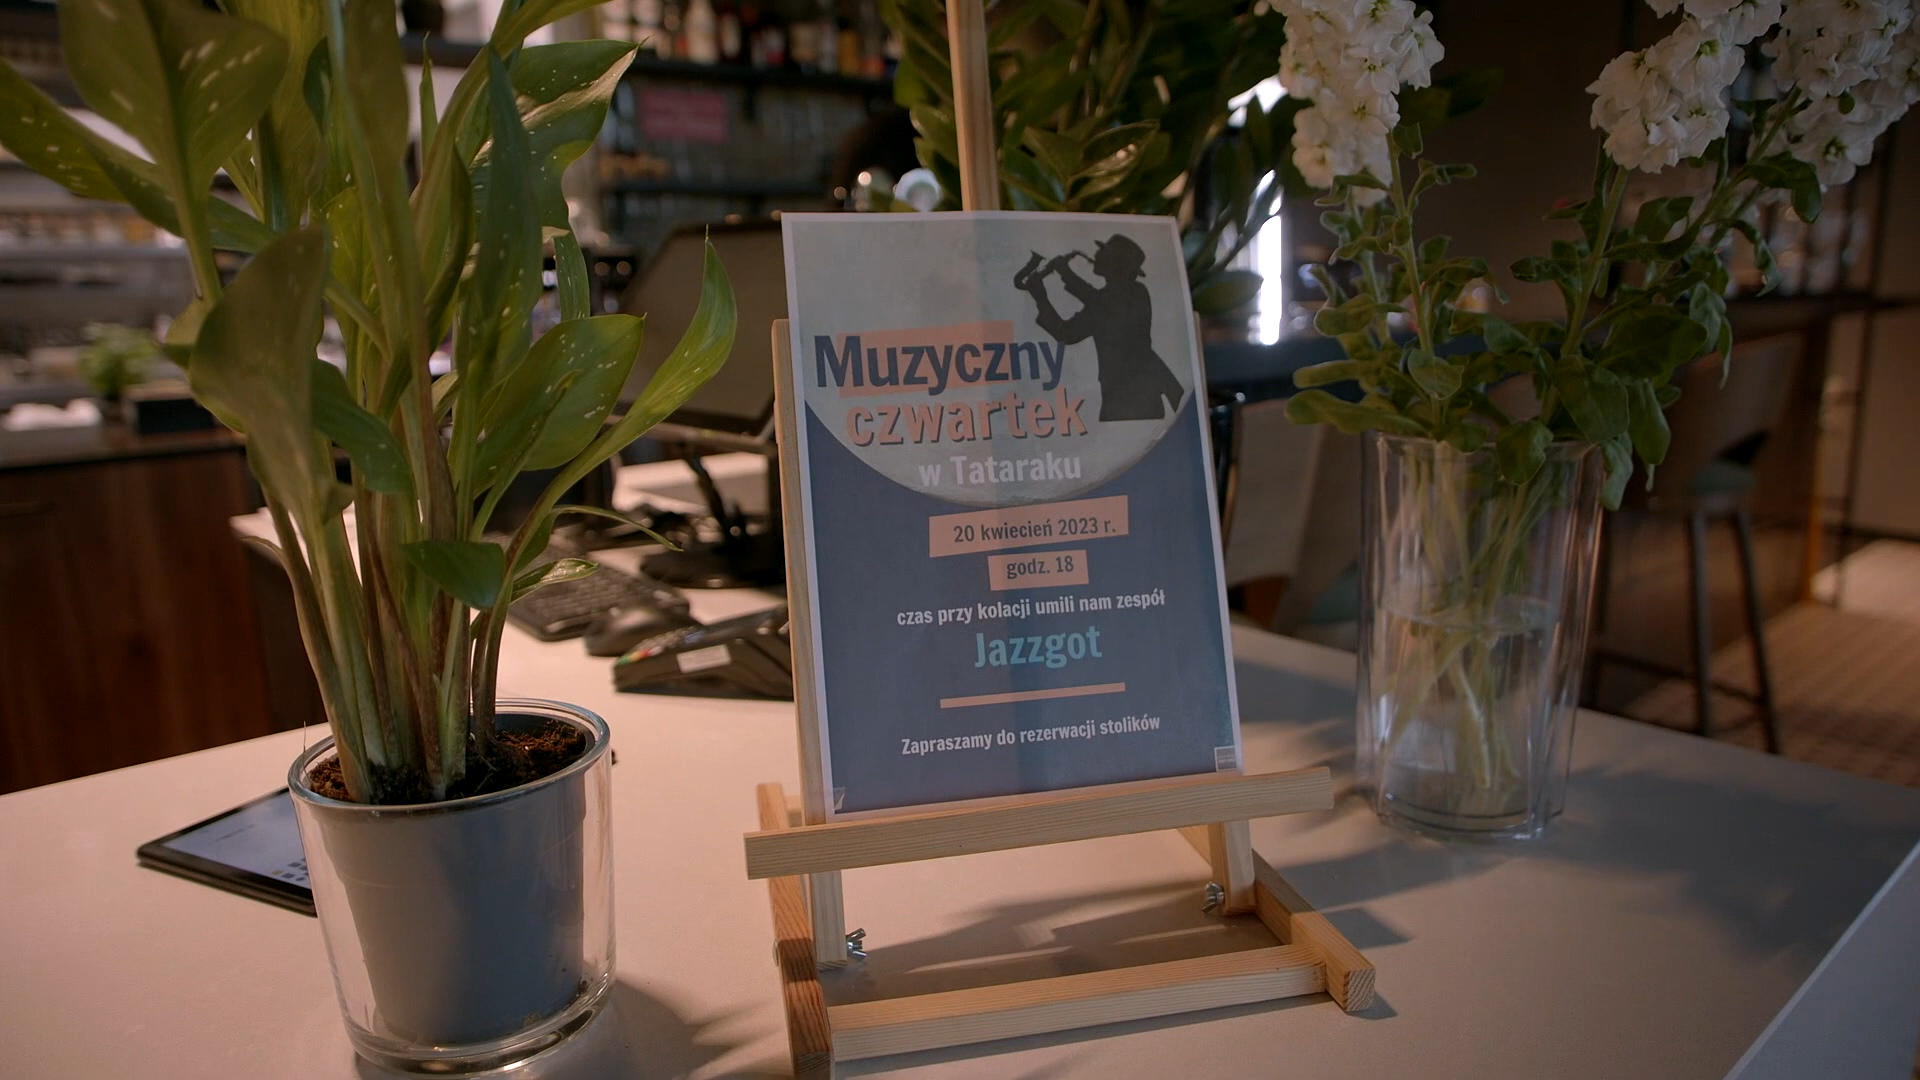 Muzyczny
czwartek
w Tataraku
20 kwiecień 2023 r.
godz. 18
czas przy kolacji umili nam zespół
Jazzgot
Zapraszamy do rezerwacji stolików